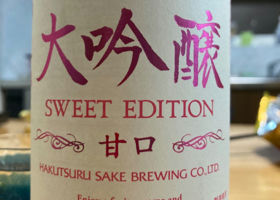 大吟醸
SWEET EDITION
甘口
HAKUTSURU SAKE BREWING CO.,LTD.